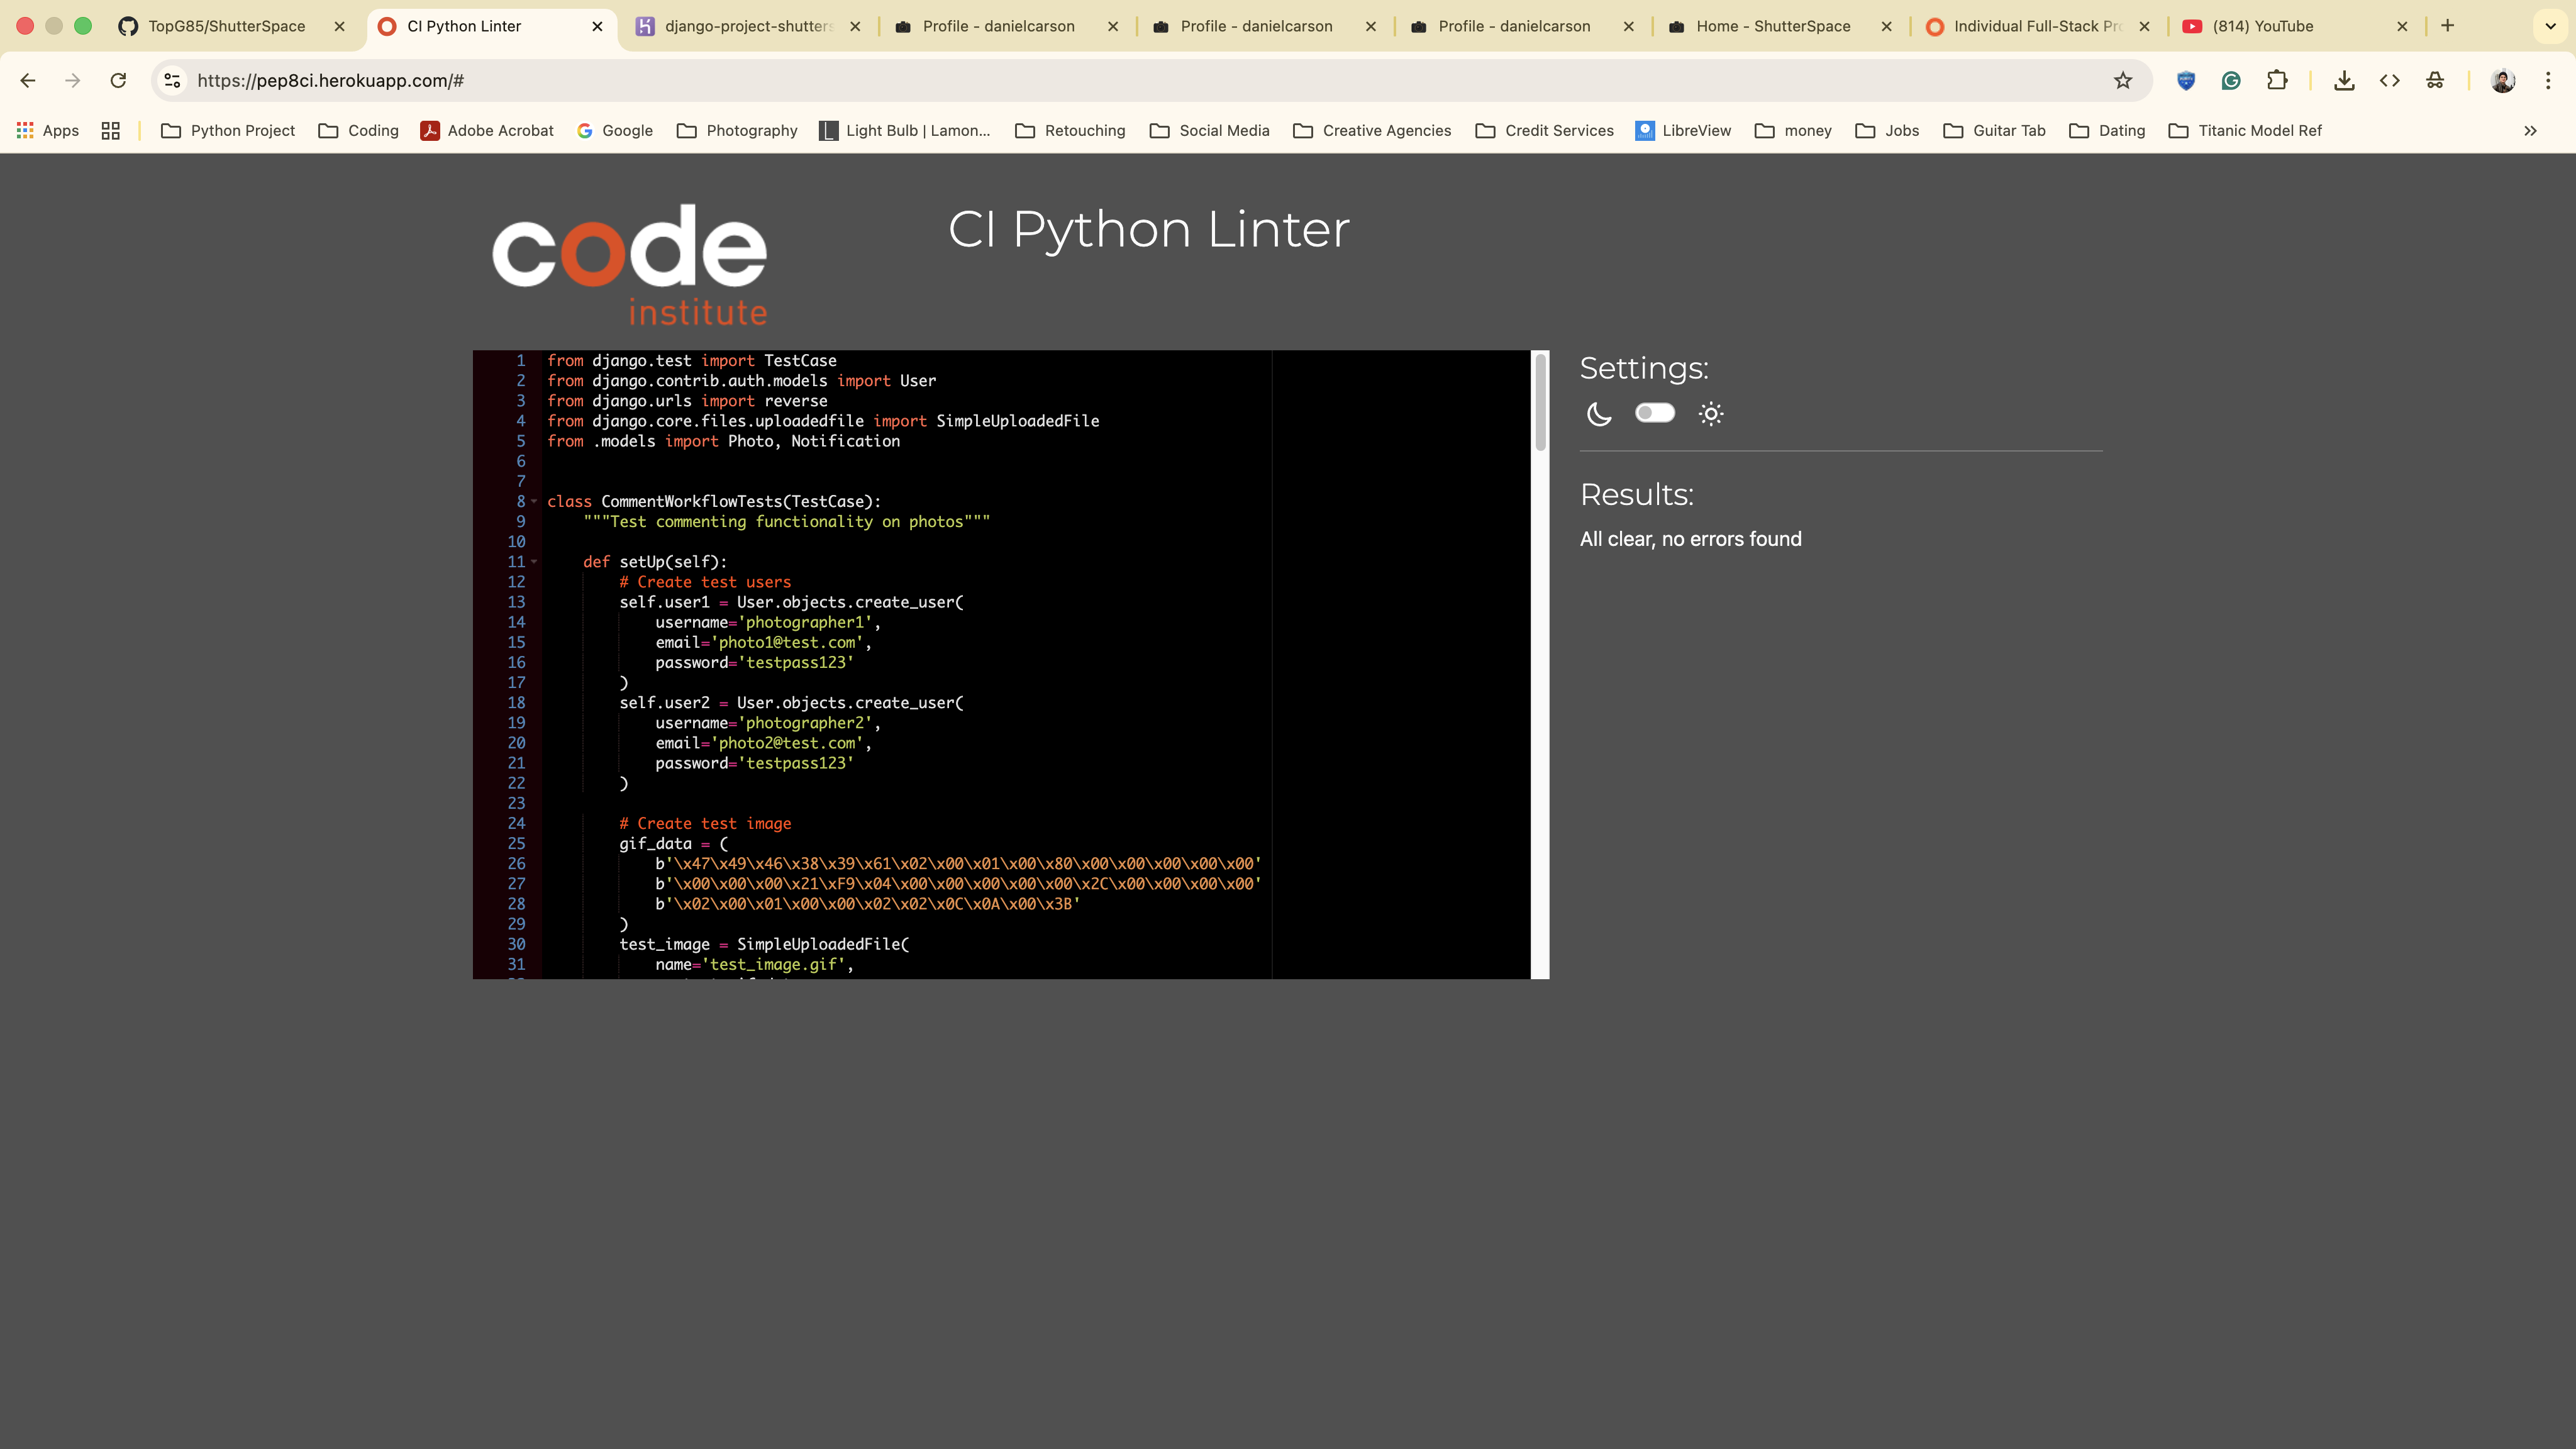 TopG85/ShutterSpace
CI Python Linter
django-project-shutters
Profile - danielcarson
Profile - danielcarson
Profile - danielcarson
Home - ShutterSpace
Individual Full-Stack Pro
(814) YouTube
https://pep8ci.herokuapp.com/#
Apps
Python Project
Coding
Adobe Acrobat
Google
Photography
Light Bulb | Lamon...
Retouching
Social Media
Creative Agencies
Credit Services
LibreView
money
Jobs
Guitar Tab
Dating
Titanic Model Ref
code
institute
CI Python Linter
1 from django.test import TestCase
2 from django.contrib.auth.models import User
3 from django.urls import reverse
4 from django.core.files.uploadedfile import SimpleUploadedFile
5 from .models import Photo, Notification
6
7
8 class CommentWorkflowTests(TestCase):
9 """Test commenting functionality on photos"""
10
11 def setUp(self):
12 # Create test users
13 self.user1 = User.objects.create_user(
14 username='photographer1',
15 email='photo1@test.com',
16 password='testpass123'
17 )
18 self.user2 = User.objects.create_user(
19 username='photographer2',
20 email='photo2@test.com',
21 password='testpass123'
22 )
23
24 # Create test image
25 gif_data = (
26 b'\x47\x49\x46\x38\x39\x61\x02\x00\x01\x00\x80\x00\x00\x00\x00\x00'
27 b'\x00\x00\x00\x21\xF9\x04\x00\x00\x00\x00\x00\x2C\x00\x00\x00\x00'
28 b'\x02\x00\x01\x00\x00\x02\x02\x0C\x0A\x00\x3B'
29 )
30 test_image = SimpleUploadedFile(
31 name='test_image.gif',
Settings:
Results:
All clear, no errors found